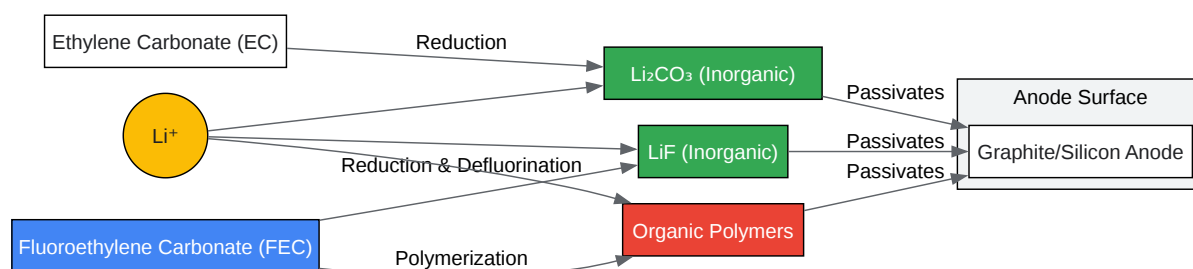 Ethylene Carbonate (EC)
Reduction
Li₂CO₃ (Inorganic)
Passivates
Anode Surface
Li⁺
LiF (Inorganic)
Passivates
Graphite/Silicon Anode
Reduction & Defluorination
Passivates
Fluoroethylene Carbonate (FEC)
Organic Polymers
Polymerization